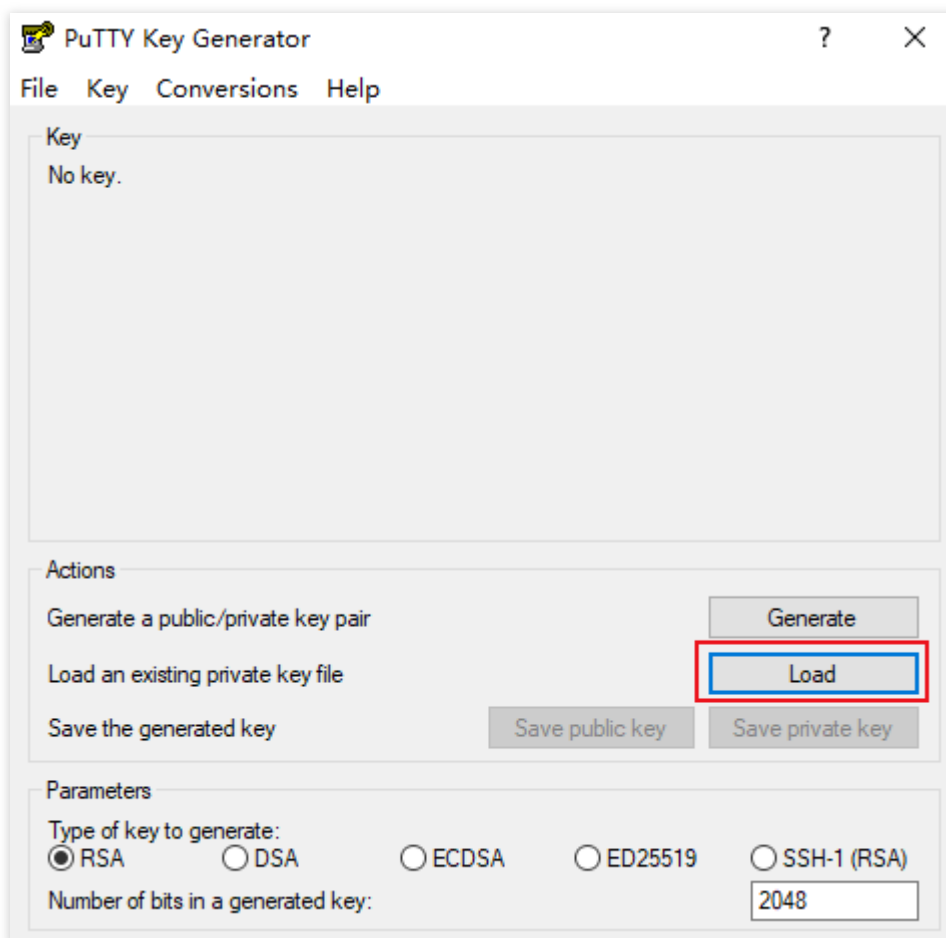 PuTTY Key Generator ?
File Key Conversions Help
Key
No key.
Actions
Generate a public/private key pair Generate
Load an existing private key file Load
Save the generated key Save public key Save private key
Parameters
Type of key to generate:
RSA DSA ECDSA ED25519 SSH-1 (RSA)
Number of bits in a generated key: 2048